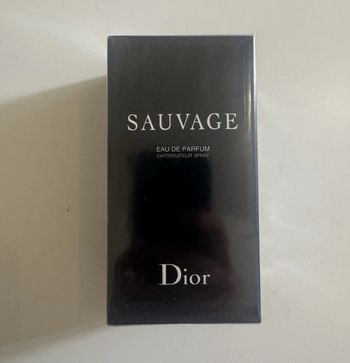 SAUVAGE
EAU DE PARFUM
VAPORISATEUR SPRAY
Dior